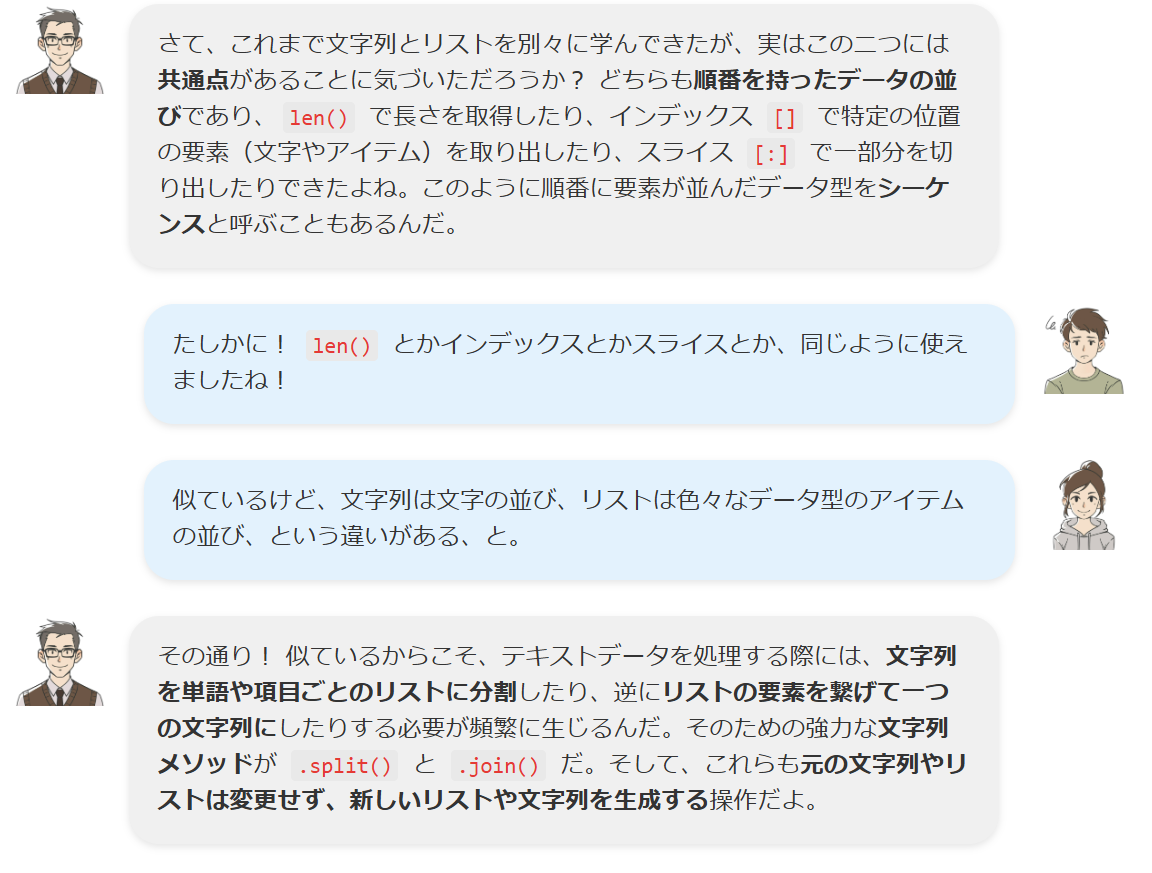 さて、これまで文字列とリストを別々に学んできたが、実はこの二つには
共通点があることに気づいただろうか？ どちらも順番を持ったデータの並
びであり、 len() で長さを取得したり、インデックス [] で特定の位置
の要素（文字やアイテム）を取り出したり、スライス [:] で一部分を切
り出したりできたよね。このように順番に要素が並んだデータ型をシーケ
ンスと呼ぶこともあるんだ。
たしかに！ len() とかインデックスとかスライスとか、同じように使え
ましたね！
似ているけど、文字列は文字の並び、リストは色々なデータ型のアイテム
の並び、という違いがある、と。
その通り！ 似ているからこそ、テキストデータを処理する際には、文字列
を単語や項目ごとのリストに分割したり、逆にリストの要素を繋げて一つ
の文字列にしたりする必要が頻繁に生じるんだ。そのための強力な文字列
メソッドが .split() と .join() だ。そして、これらも元の文字列やリ
ストは変更せず、新しいリストや文字列を生成する操作だよ。